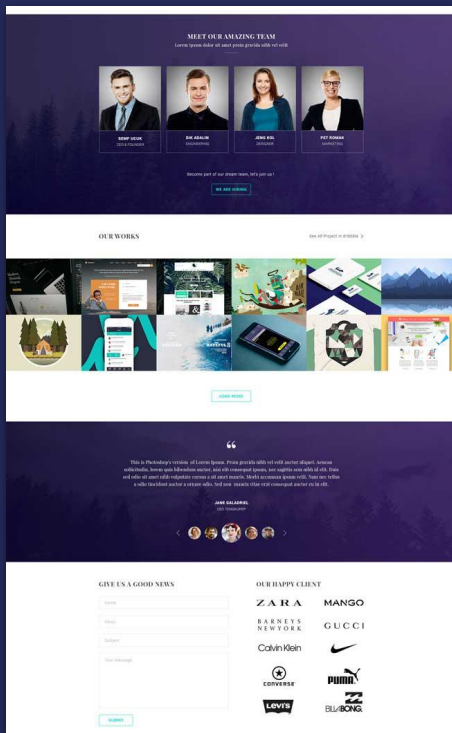 MEET OUR AMAZING TEAM
Lorem Ipsum dolor sit amet proin gravida nibh vel velit
SEMF UCUK
CEO & FOUNDER
DIK ADALIN
ENGINEERING
JENG KOL
DESIGNER
PET ROMAK
MARKETING
Become part of our dream team, let's join us !
WE ARE HIRING
OUR WORKS
See All Project in dribbble >
LOAD MORE
“
This is Photoshop's version of Lorem Ipsum. Proin gravida nibh vel velit auctor aliquet. Aenean
sollicitudin, lorem quis bibendum auctor, nisi elit consequat ipsum, nec sagittis sem nibh id elit. Duis
sed odio sit amet nibh vulputate cursus a sit amet mauris. Morbi accumsan ipsum velit. Nam nec tellus
a odio tincidunt auctor a ornare odio. Sed non mauris vitae erat consequat auctor eu in elit.
JANE GALADRIEL
CEO TENGKUREP
GIVE US A GOOD NEWS
Name
Email
Subject
Your message
SUBMIT
OUR HAPPY CLIENT
ZARA
MANGO
BARNEYS
NEWYORK
GUCCI
Calvin Klein
CONVERSE
PUMA
LEVI'S
BILLABONG